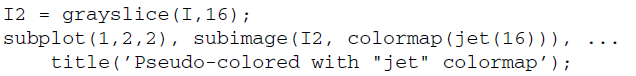 I2 = grayslice(I,16);
subplot(1,2,2), subimage(I2, colormap(jet(16))), ...
title(’Pseudo-colored with "jet" colormap’);